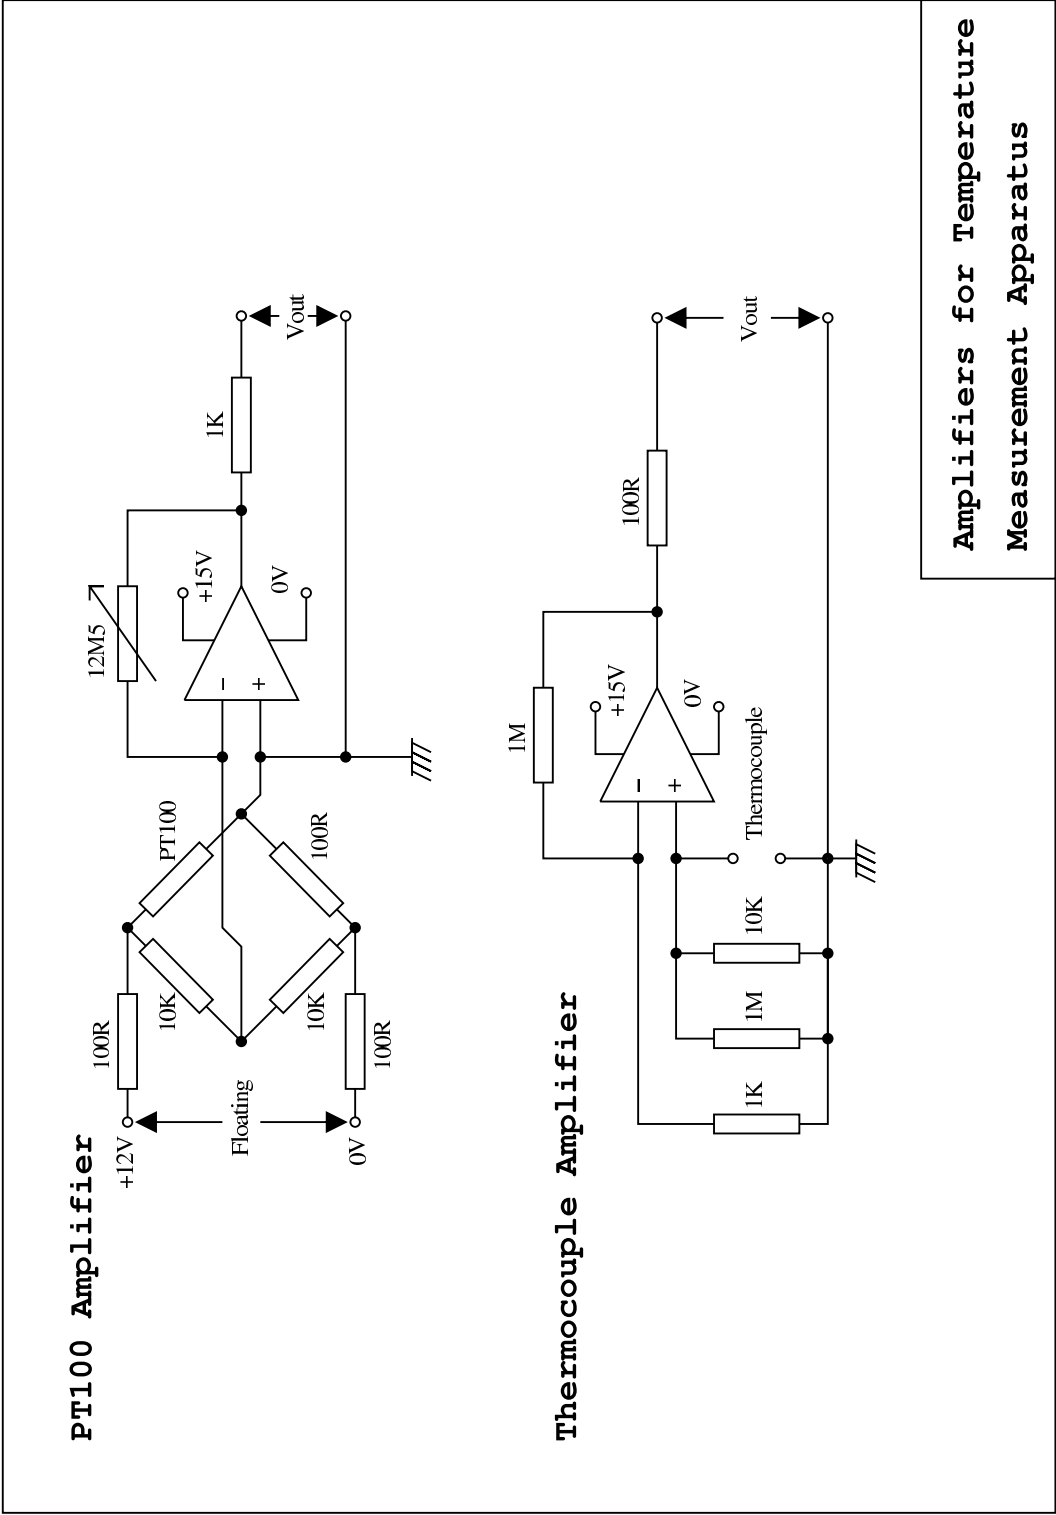 PT100 Amplifier
+12V
Floating
0V
100R
100R
10K
10K
PT100
100R
12M5
−
+
+15V
0V
1K
Vout
Thermocouple Amplifier
1K
1M
10K
Thermocouple
1M
−
+
+15V
0V
100R
Vout
Amplifiers for Temperature
Measurement Apparatus